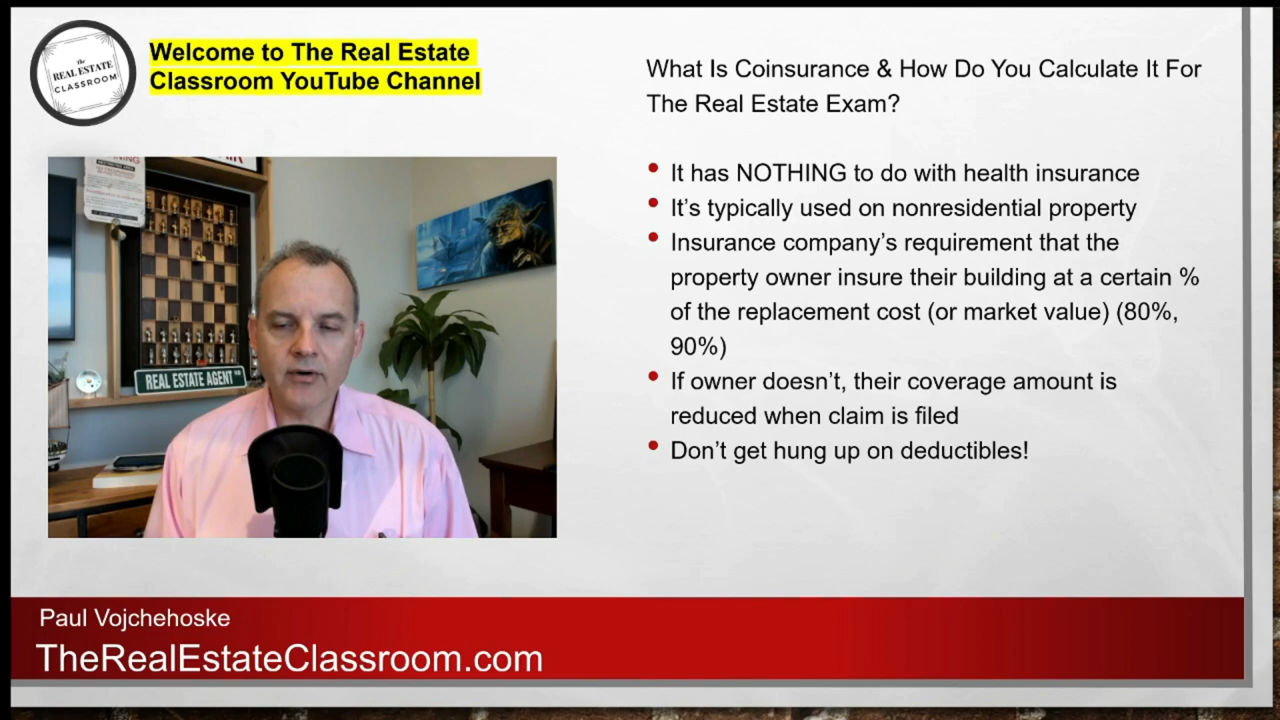 the
REAL ESTATE
CLASSROOM
Welcome to The Real Estate
Classroom YouTube Channel
What Is Coinsurance & How Do You Calculate It For
The Real Estate Exam?
• It has NOTHING to do with health insurance
• It's typically used on nonresidential property
• Insurance company's requirement that the
property owner insure their building at a certain %
of the replacement cost (or market value) (80%,
90%)
• If owner doesn't, their coverage amount is
reduced when claim is filed
• Don't get hung up on deductibles!
REAL ESTATE AGENT
Paul Vojchehoske
TheRealEstateClassroom.com